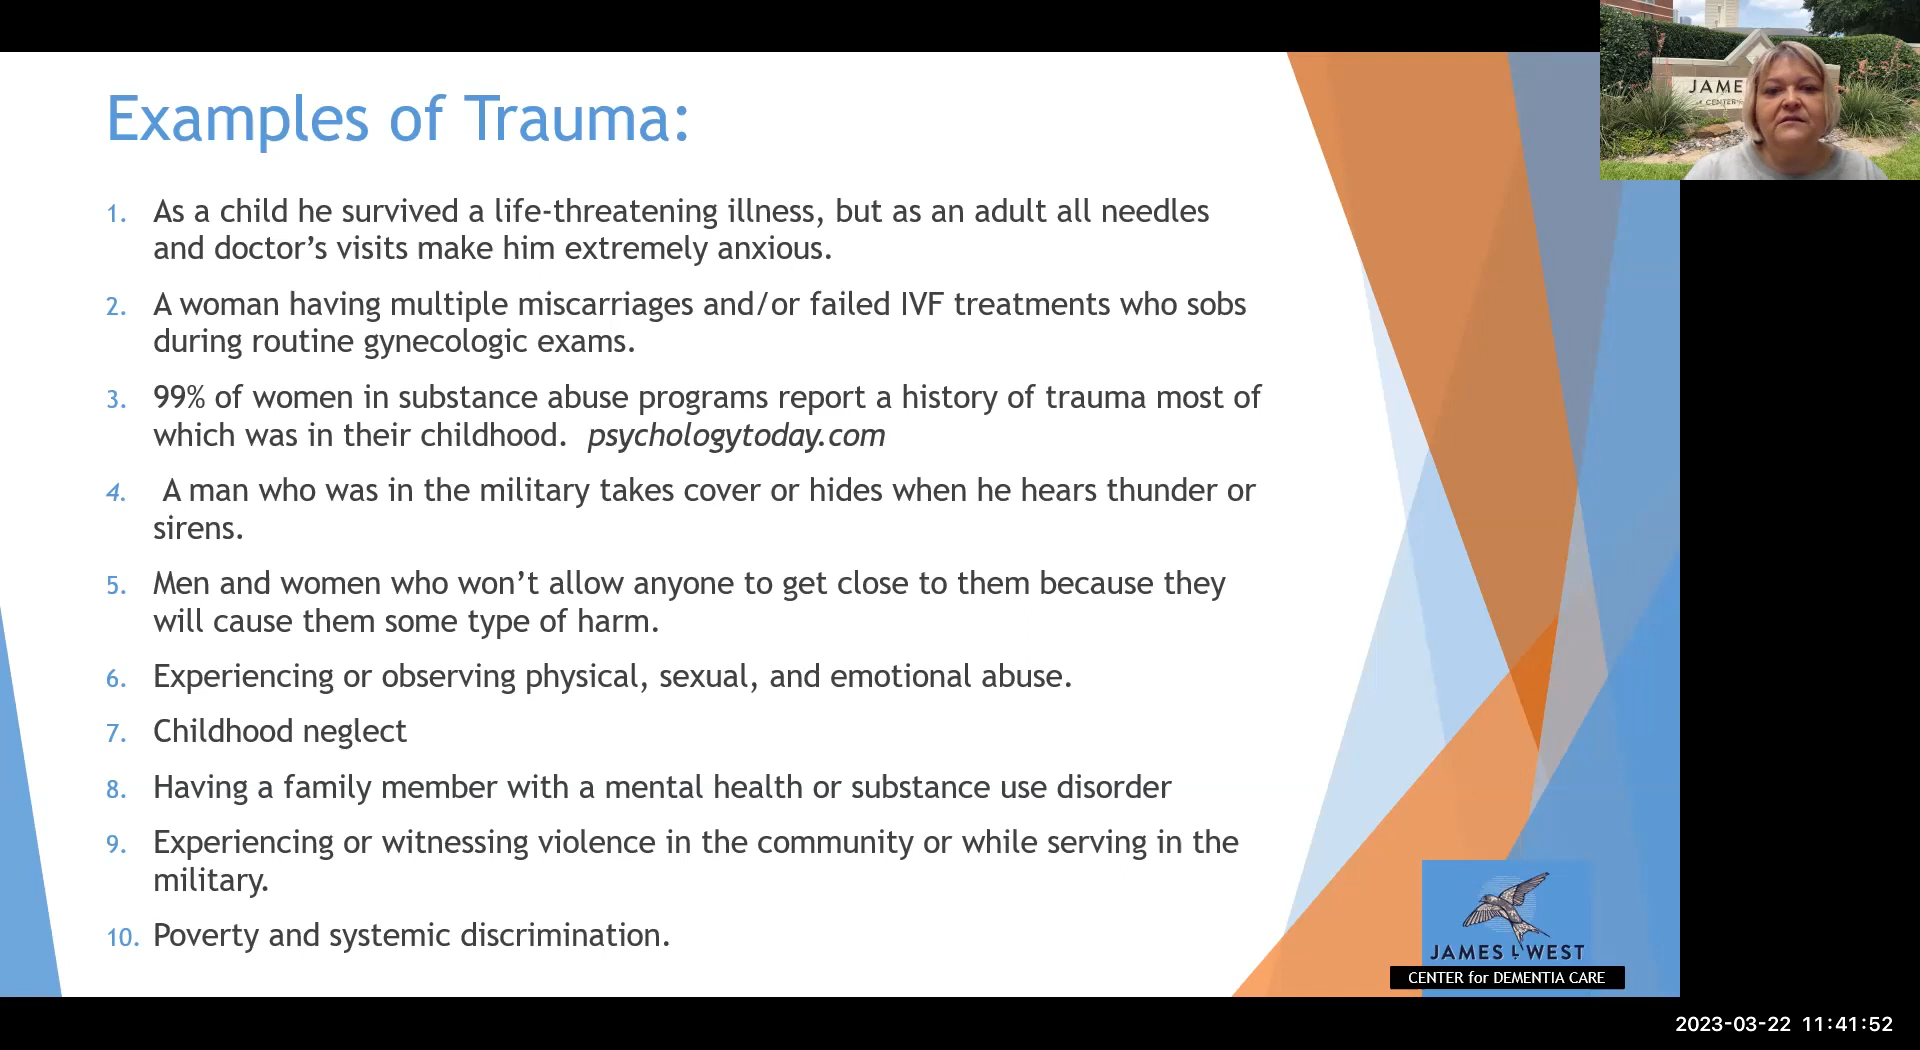 Examples of Trauma:
1. As a child he survived a life-threatening illness, but as an adult all needles
and doctor's visits make him extremely anxious.
2. A woman having multiple miscarriages and/or failed IVF treatments who sobs
during routine gynecologic exams.
3. 99% of women in substance abuse programs report a history of trauma most of
which was in their childhood. psychologytoday.com
4. A man who was in the military takes cover or hides when he hears thunder or
sirens.
5. Men and women who won't allow anyone to get close to them because they
will cause them some type of harm.
6. Experiencing or observing physical, sexual, and emotional abuse.
7. Childhood neglect
8. Having a family member with a mental health or substance use disorder
9. Experiencing or witnessing violence in the community or while serving in the
military.
10. Poverty and systemic discrimination.
JAME
CENTER
JAMES L WEST
CENTER for DEMENTIA CARE
2023-03-22 11:41:52